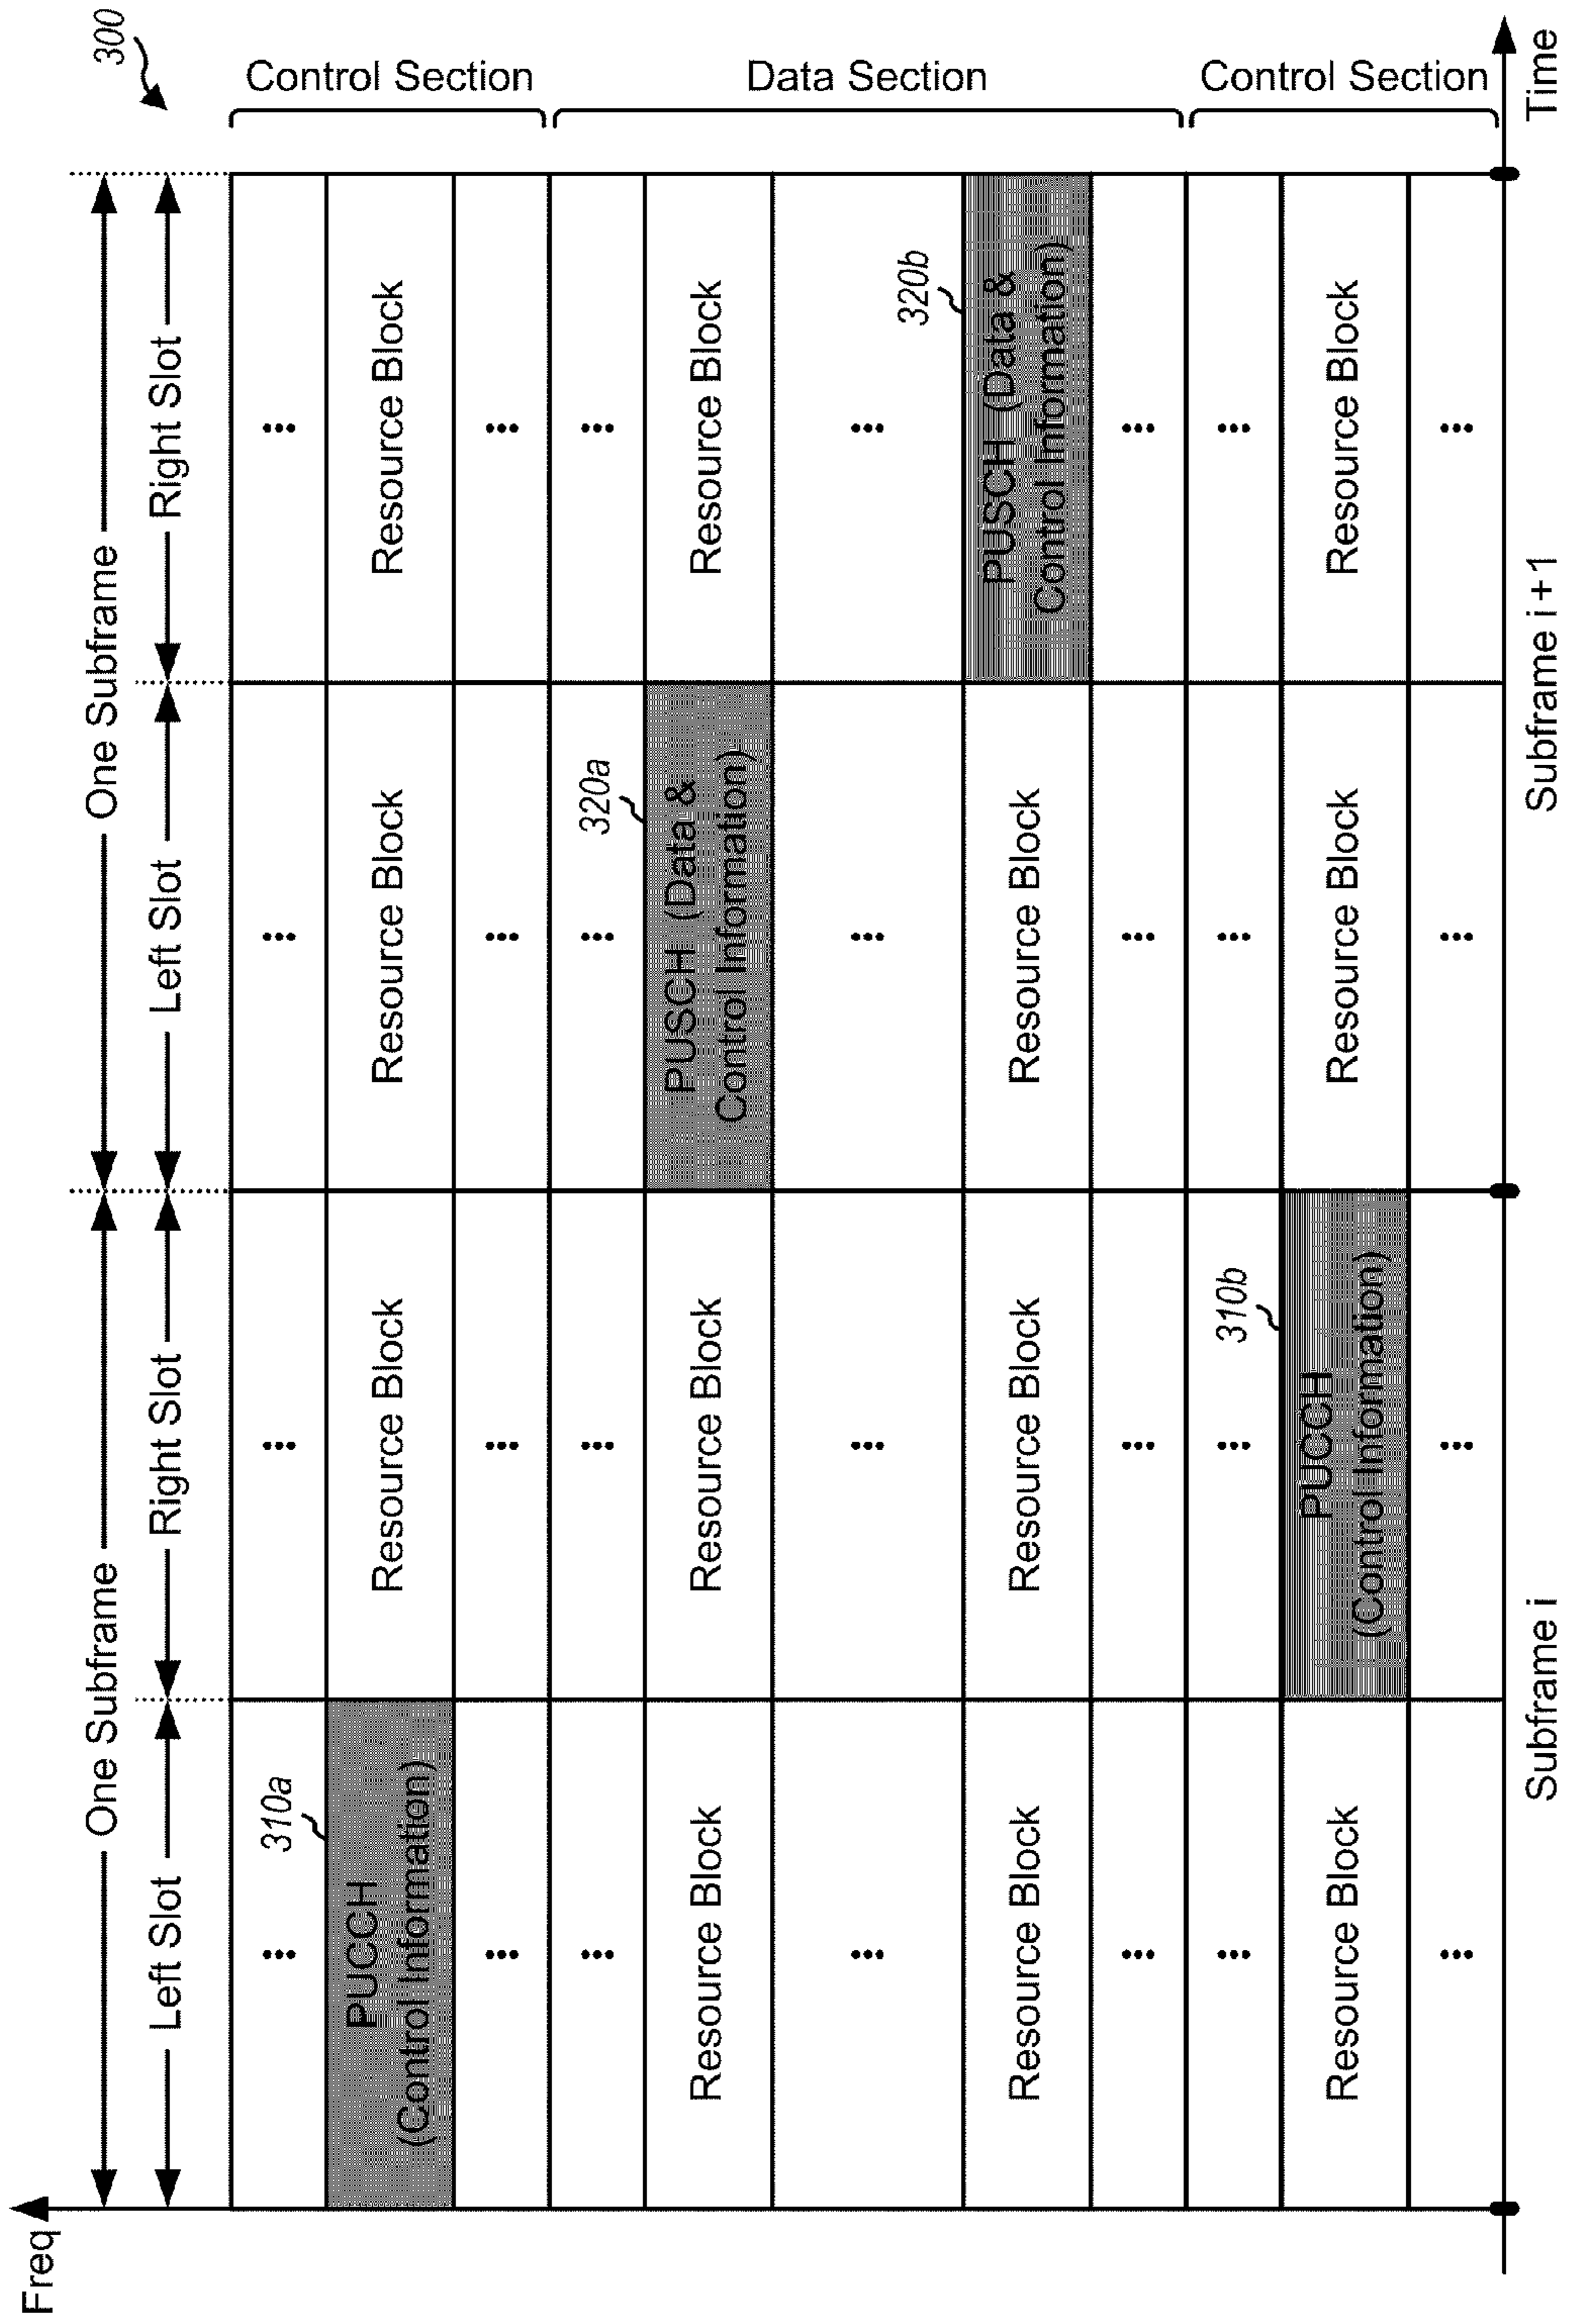 300
One Subframe
One Subframe
Left Slot
Right Slot
Left Slot
Right Slot
Freq
...
...
...
...
Control Section
310a
PUCCH
(Control Information)
Resource Block
Resource Block
Resource Block
...
...
...
...
...
...
...
...
Data Section
320a
Resource Block
Resource Block
PUSCH (Data &
Control Information)
Resource Block
...
...
...
...
320b
Resource Block
Resource Block
Resource Block
PUSCH (Data &
Control Information)
...
...
...
...
...
...
...
...
Control Section
310b
Resource Block
PUCCH
(Control Information)
Resource Block
Resource Block
...
...
...
...
Subframe i
Subframe i + 1
Time